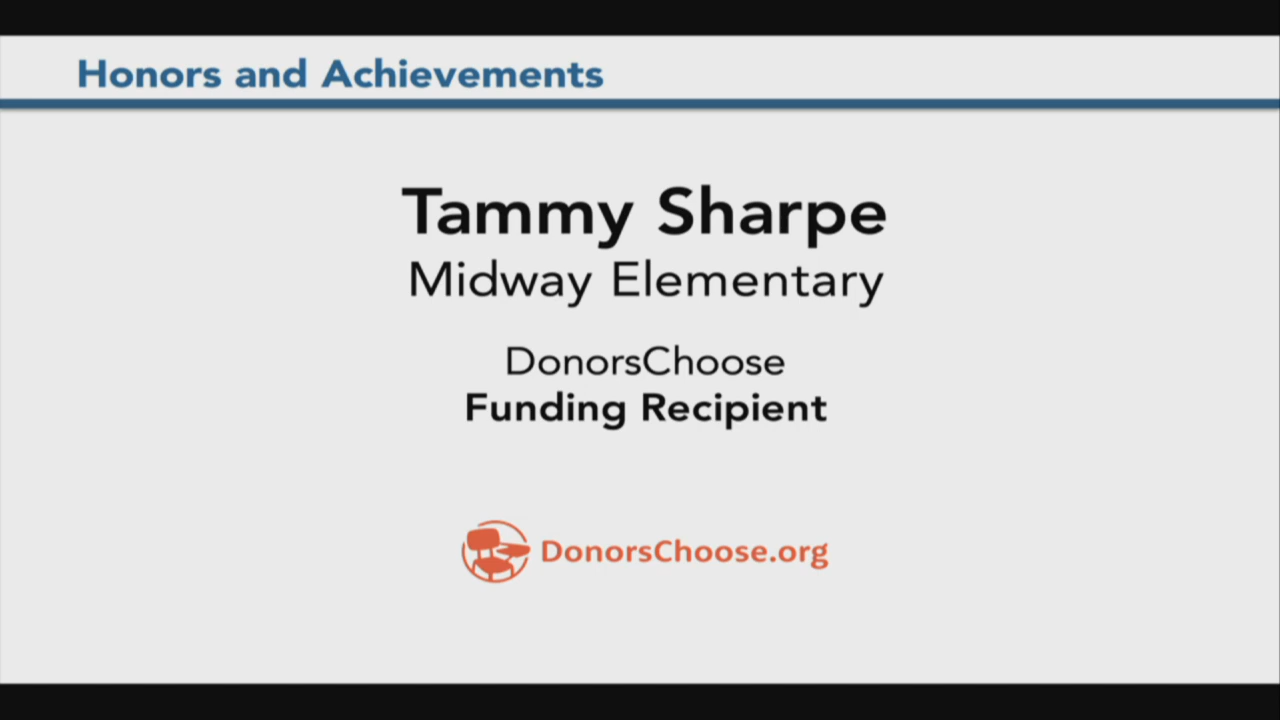 Honors and Achievements
Tammy Sharpe
Midway Elementary
DonorsChoose
Funding Recipient
DonorsChoose.org